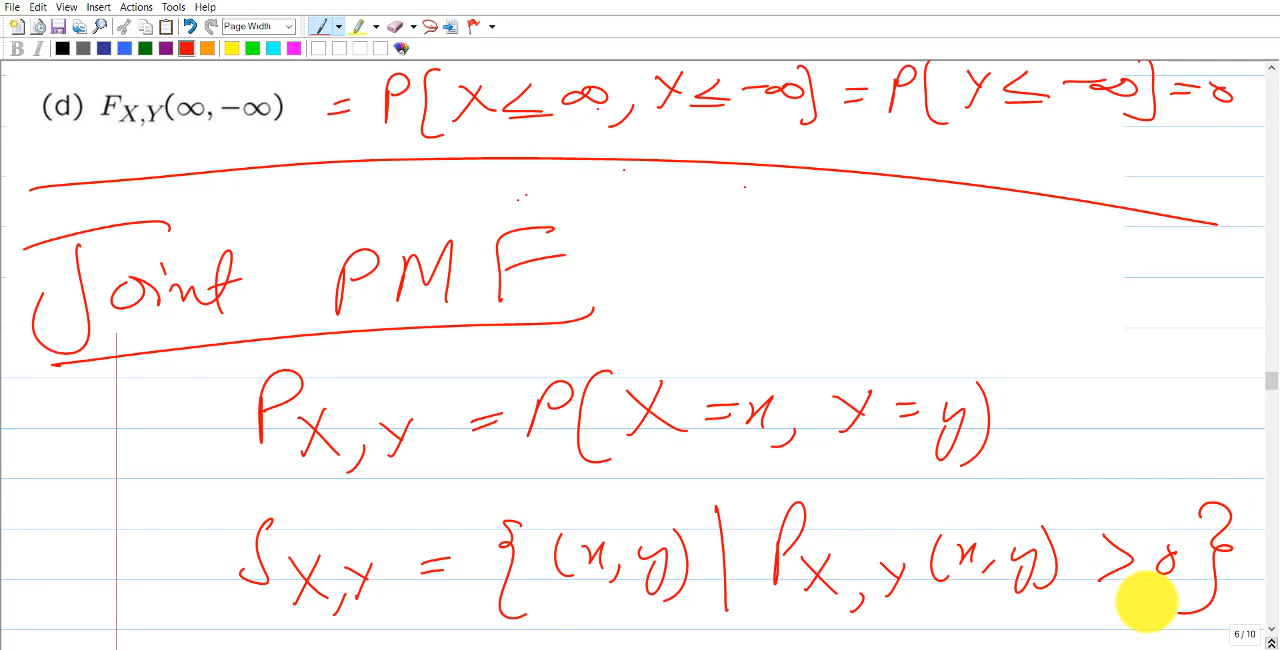 File Edit View Insert Actions Tools Help
Page Width
B I
(d) F_{X,Y}(∞, −∞) = P[X ≤ ∞, Y ≤ −∞] = P[Y ≤ −∞] = 0
Joint PMF
P_{X,Y} = P(X = x, Y = y)
S_{X,Y} = {(x, y) | P_{X,Y}(x, y) > 0}
6 / 10